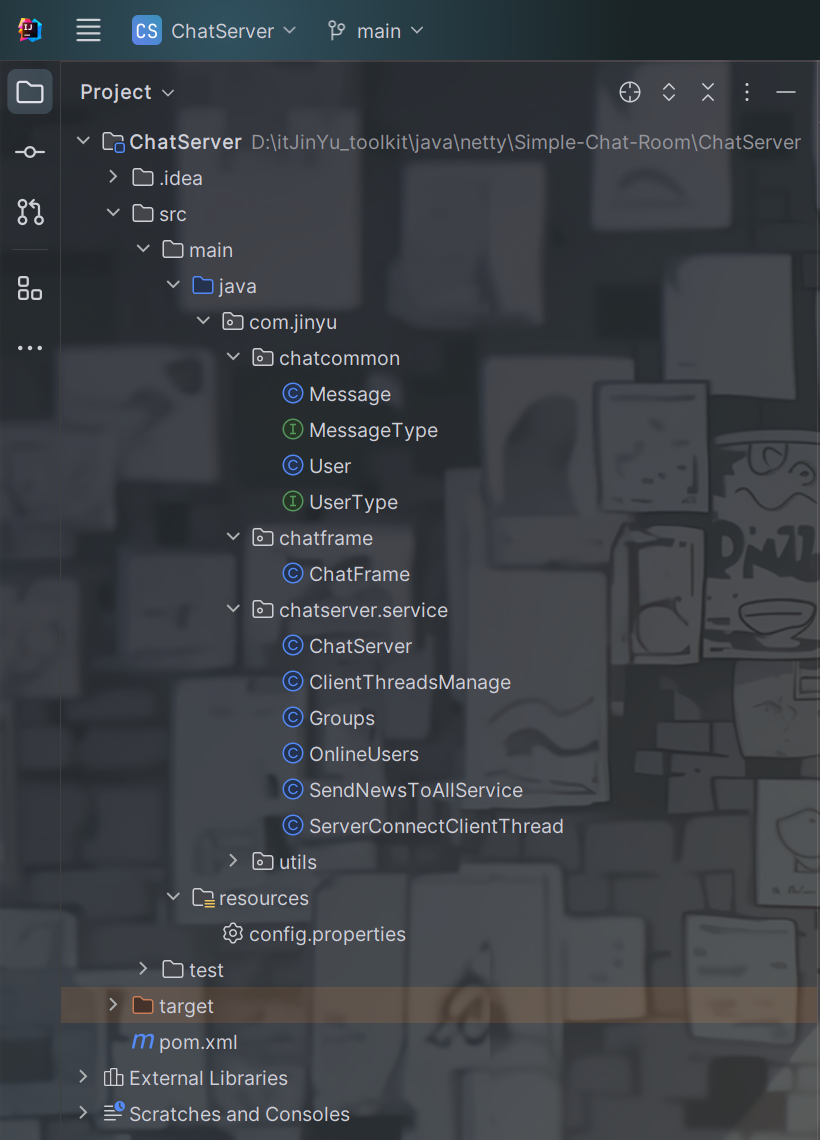 CS ChatServer main
Project
ChatServer D:\itJinYu_toolkit\java\netty\Simple-Chat-Room\ChatServer
.idea
src
main
java
com.jinyu
chatcommon
C Message
I MessageType
C User
I UserType
chatframe
C ChatFrame
chatserver.service
C ChatServer
C ClientThreadsManage
C Groups
C OnlineUsers
C SendNewsToAllService
C ServerConnectClientThread
utils
resources
config.properties
test
target
m pom.xml
External Libraries
Scratches and Consoles